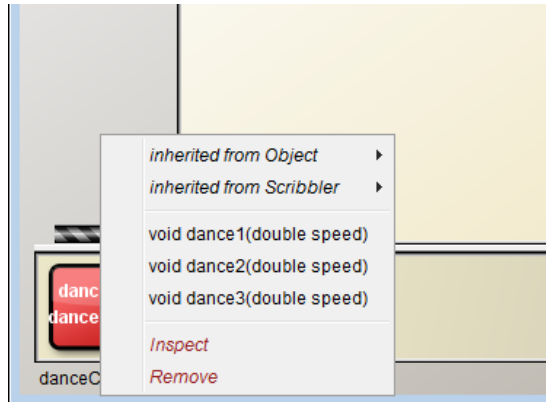 inherited from Object
inherited from Scribbler
void dance1(double speed)
void dance2(double speed)
void dance3(double speed)
danc
dance
Inspect
danceC
Remove